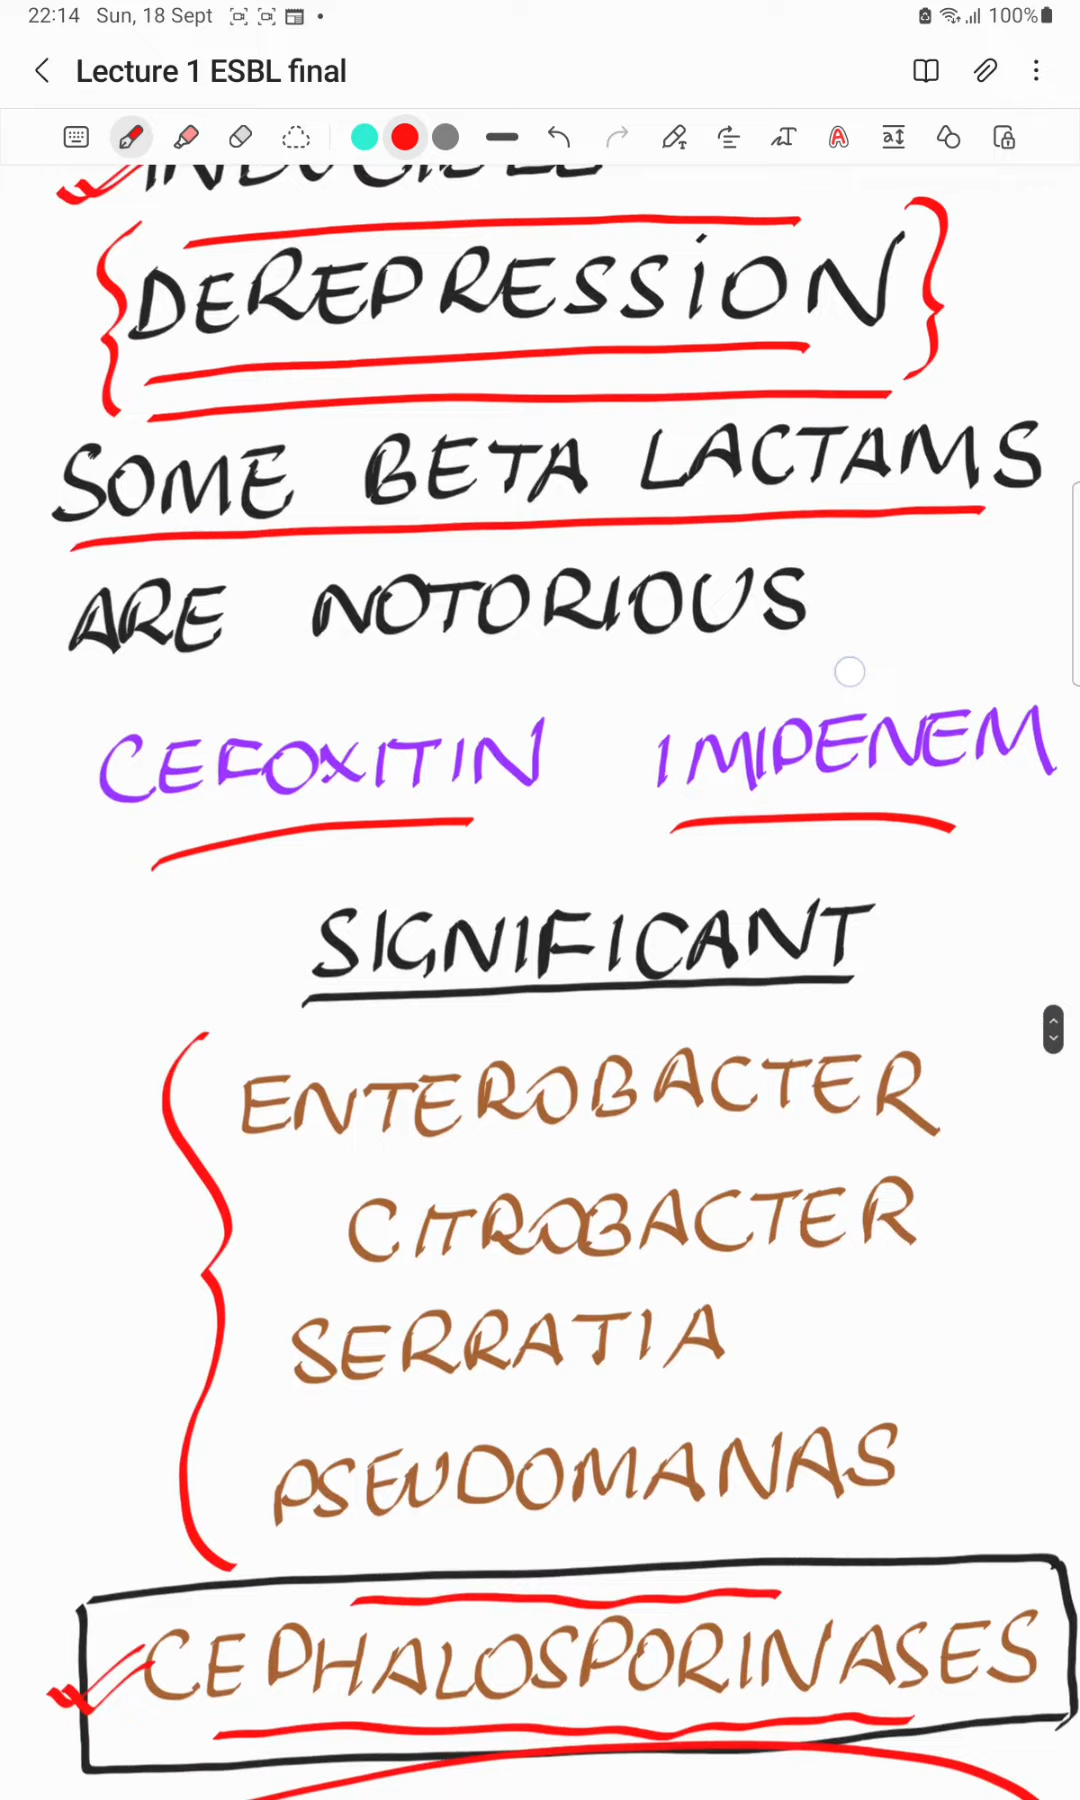 22:14 Sun, 18 Sept 100%
Lecture 1 ESBL final
INDUCIBLE
DEREPRESSION
SOME BETA LACTAMS
ARE NOTORIOUS
CEFOXITIN IMIPENEM
SIGNIFICANT
ENTEROBACTER
CITROBACTER
SERRATIA
PSEUDOMANAS
CEPHALOSPORINASES